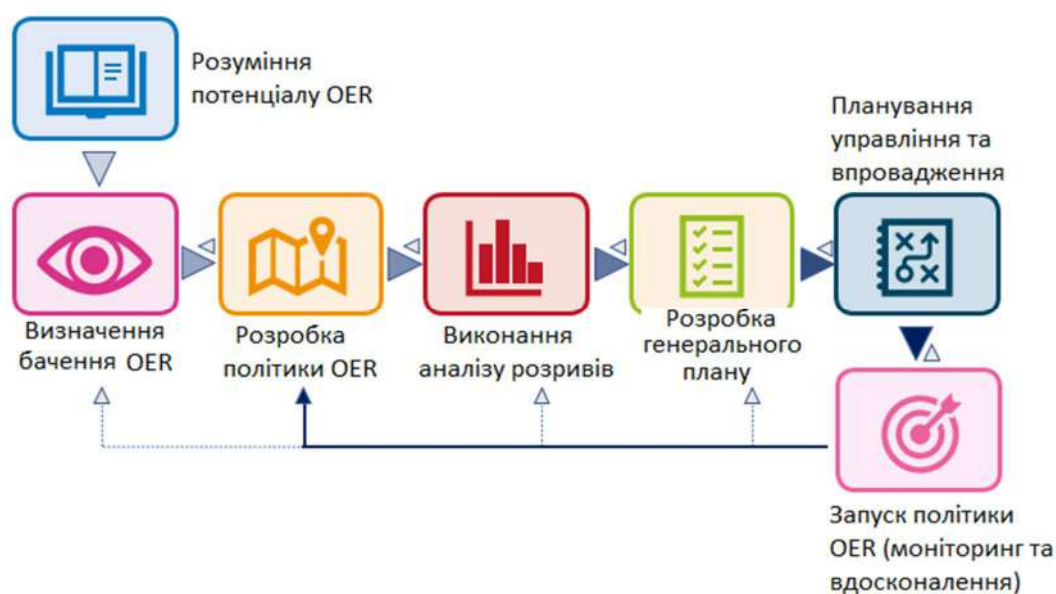 Розуміння
потенціалу OER
Планування
управління та
впровадження
Визначення
бачення OER
Розробка
політики OER
Виконання
аналізу розривів
Розробка
генерального
плану
Запуск політики
OER (моніторинг та
вдосконалення)